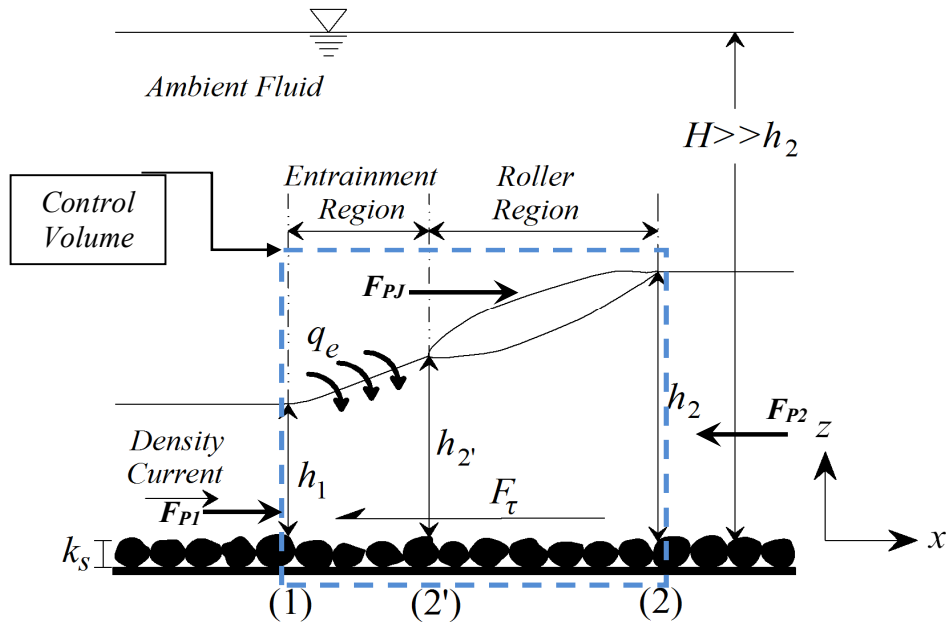 Ambient Fluid
H>>h2
Entrainment
Region
Roller
Region
Control
Volume
FPJ
qe
h2
FP2
z
Density
Current
h1
h2'
FP1
Fτ
x
ks
(1)
(2')
(2)